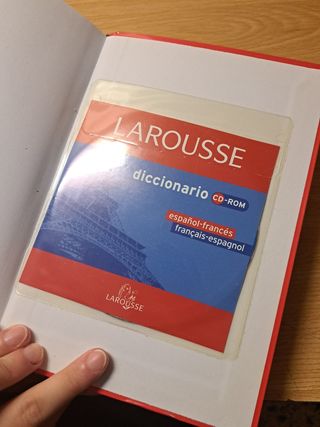 LAROUSSE
diccionario CD-ROM
español-francés
français-espagnol
LAROUSSE